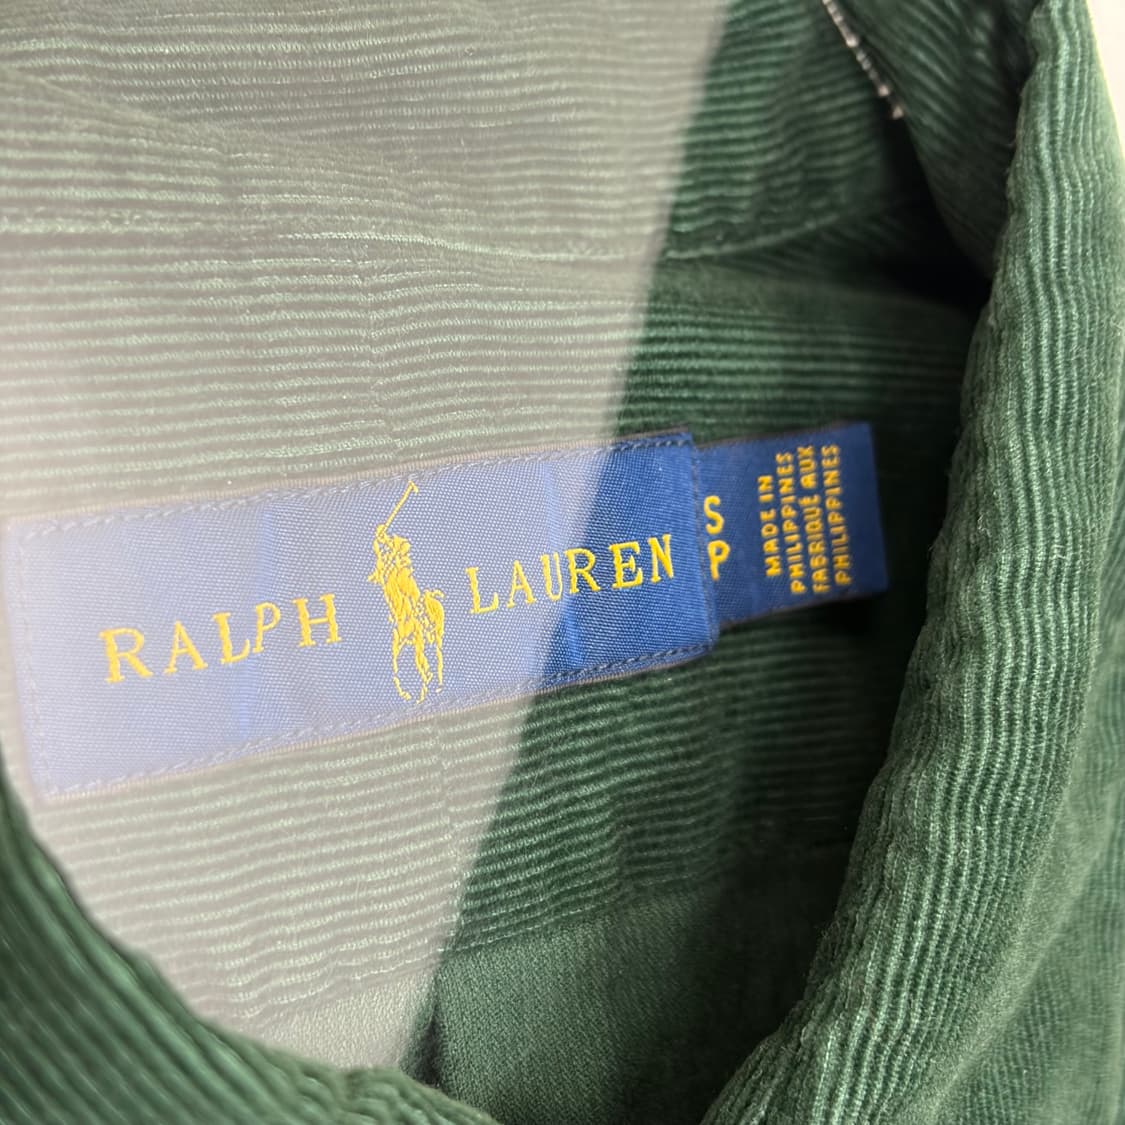 RALPH LAUREN
S
P
MADE IN
PHILIPPINES
FABRIQUÉ AUX
PHILIPPINES